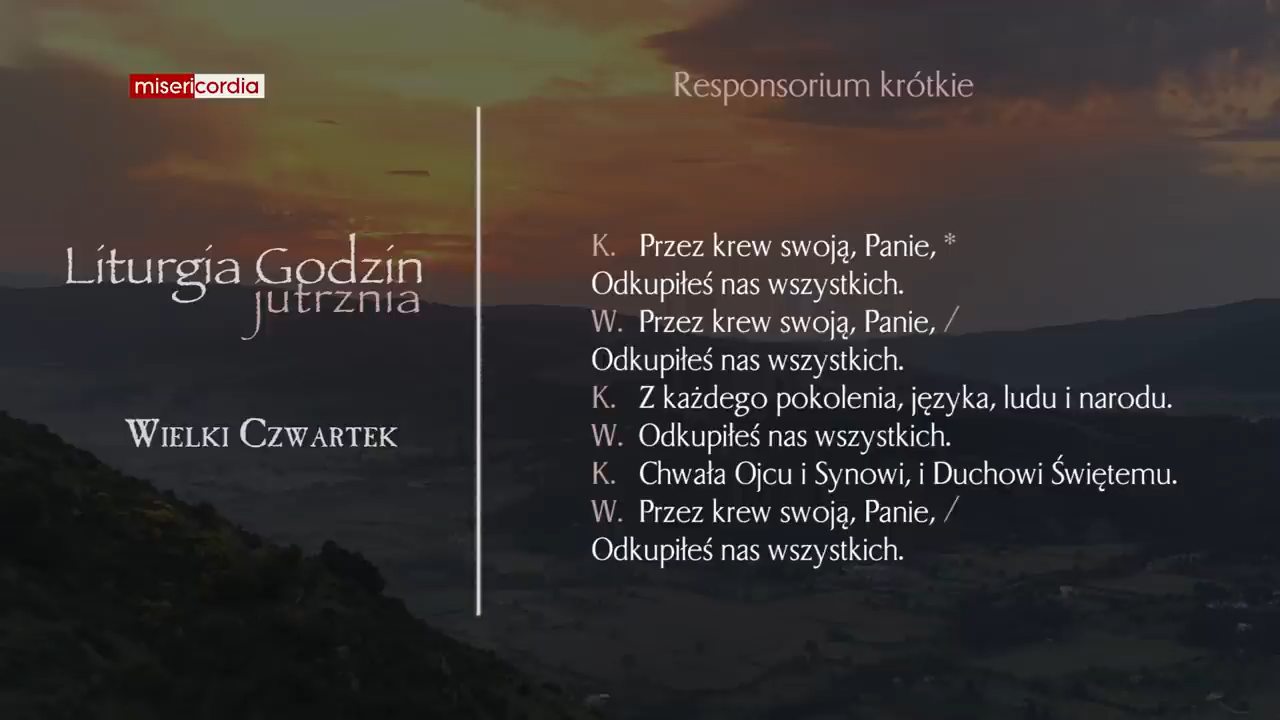 misericordia
Liturgia Godzin
jutrznia
Wielki Czwartek
Responsorium krótkie
K. Przez krew swoją, Panie, *
Odkupiłeś nas wszystkich.
W. Przez krew swoją, Panie, /
Odkupiłeś nas wszystkich.
K. Z każdego pokolenia, języka, ludu i narodu.
W. Odkupiłeś nas wszystkich.
K. Chwała Ojcu i Synowi, i Duchowi Świętemu.
W. Przez krew swoją, Panie, /
Odkupiłeś nas wszystkich.